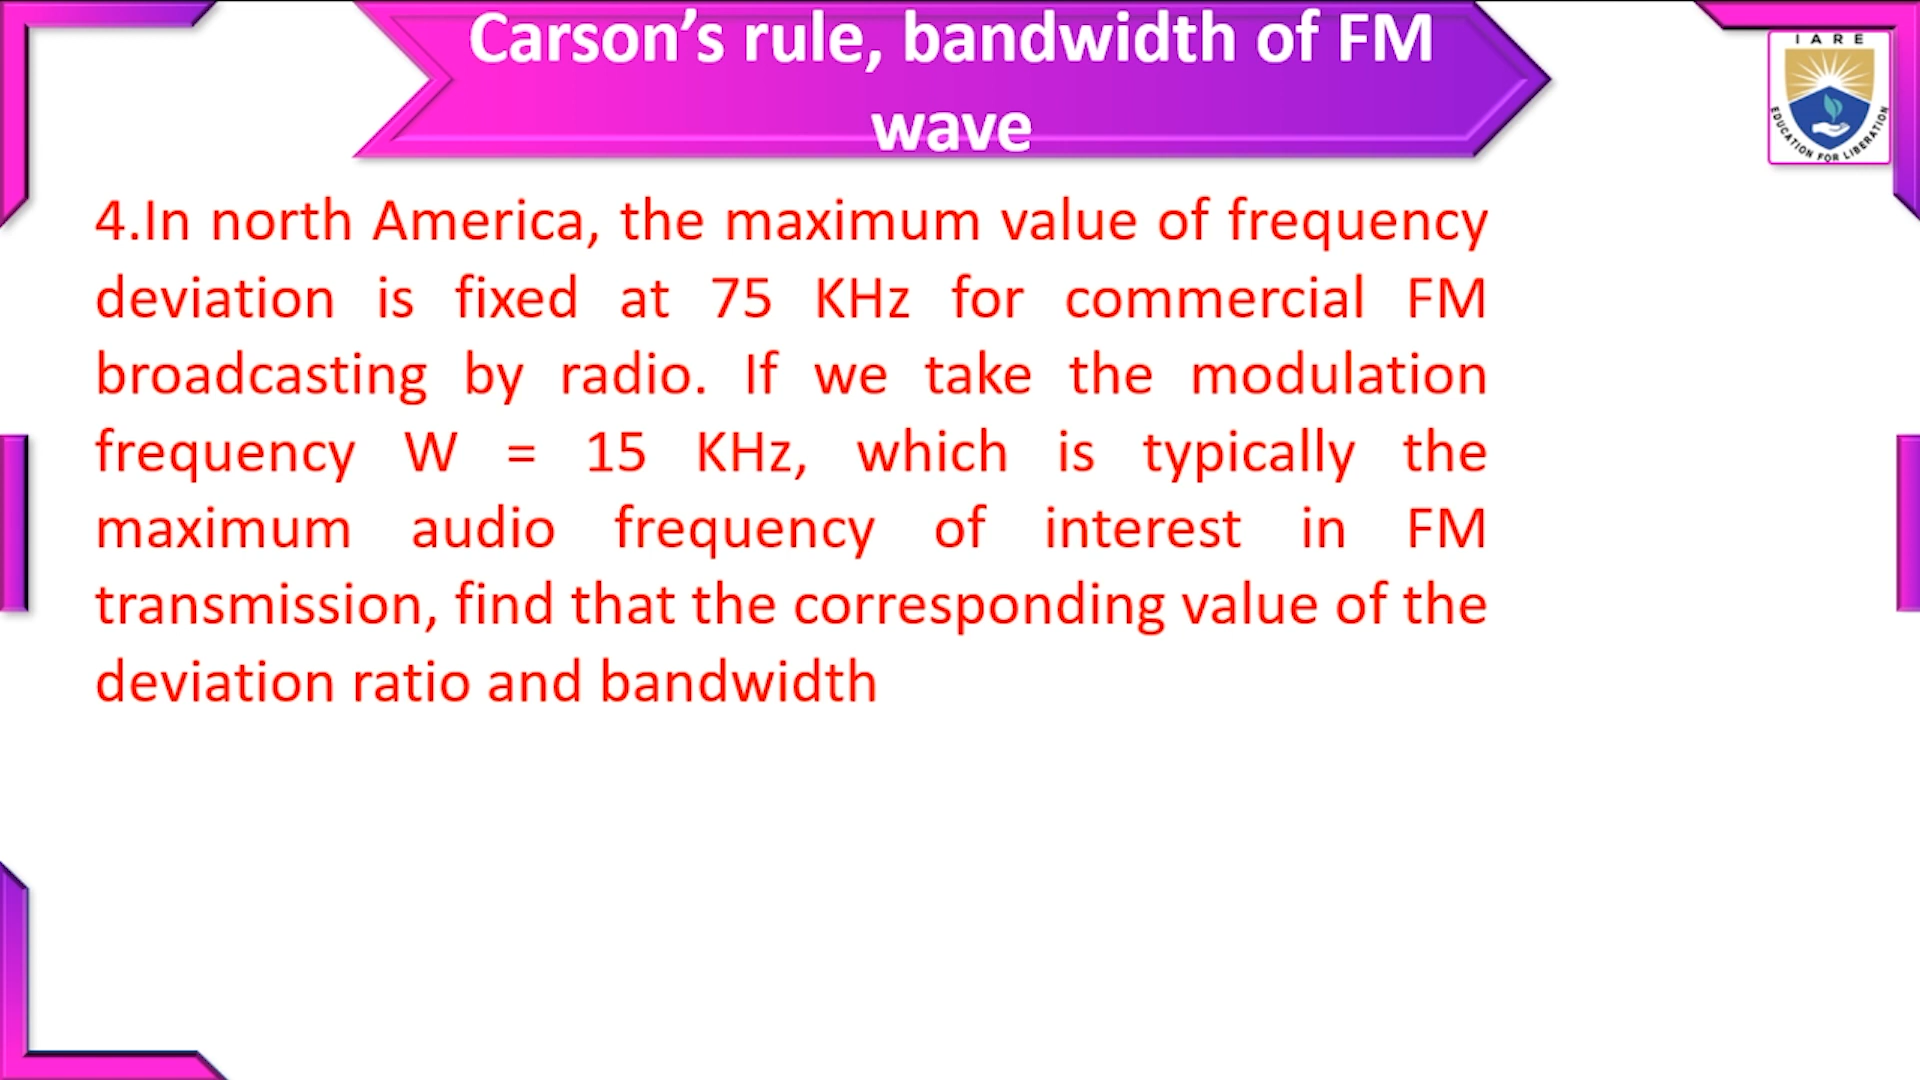 Carson’s rule, bandwidth of FM
wave
I A R E
EDUCATION FOR LIBERATION
4.In north America, the maximum value of frequency
deviation is fixed at 75 KHz for commercial FM
broadcasting by radio. If we take the modulation
frequency W = 15 KHz, which is typically the
maximum audio frequency of interest in FM
transmission, find that the corresponding value of the
deviation ratio and bandwidth